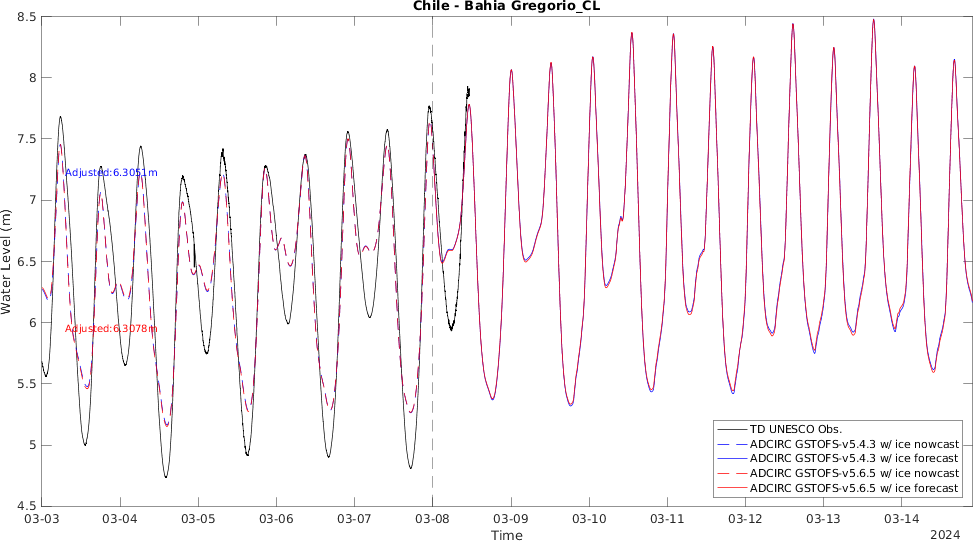 Chile - Bahia Gregorio_CL
8.5
8
7.5
7
6.5
6
5.5
5
4.5
Water Level (m)
Adjusted:6.3051m
Adjusted:6.3078m
TD UNESCO Obs.
ADCIRC GSTOFS-v5.4.3 w/ ice nowcast
ADCIRC GSTOFS-v5.4.3 w/ ice forecast
ADCIRC GSTOFS-v5.6.5 w/ ice nowcast
ADCIRC GSTOFS-v5.6.5 w/ ice forecast
03-03 03-04 03-05 03-06 03-07 03-08 03-09 03-10 03-11 03-12 03-13 03-14
Time
2024